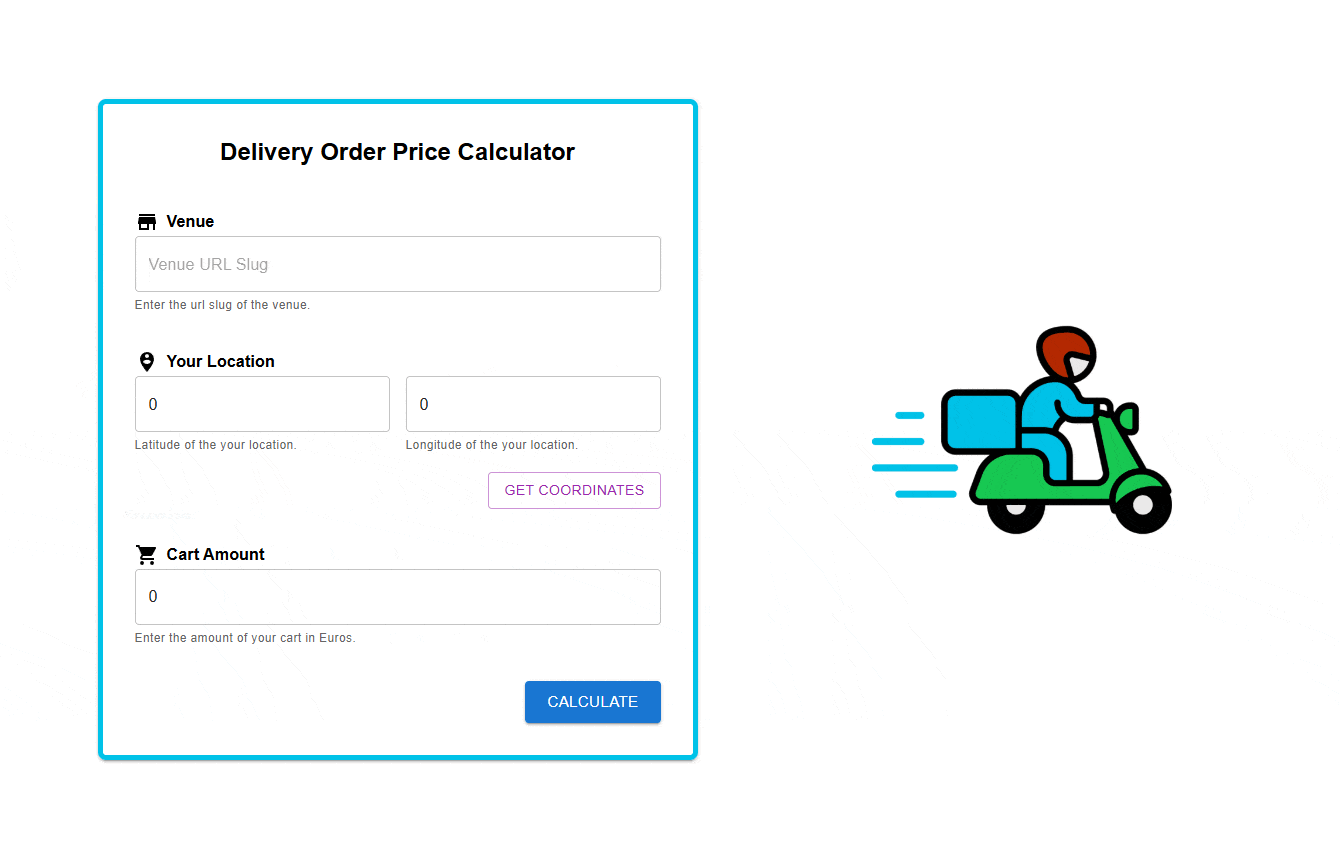 Delivery Order Price Calculator
Venue
Venue URL Slug
Enter the url slug of the venue.
Your Location
0 0
Latitude of the your location. Longitude of the your location.
GET COORDINATES
Cart Amount
0
Enter the amount of your cart in Euros.
CALCULATE